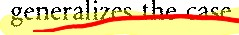 generalizes the case